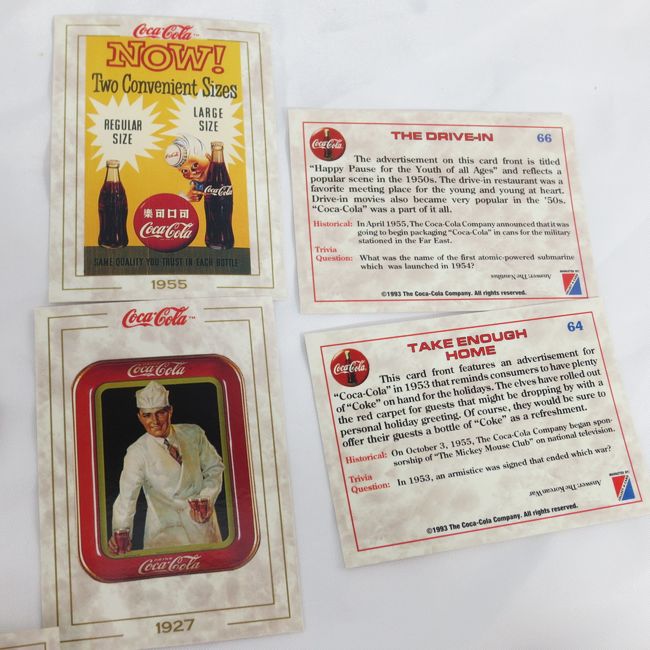 Coca-Cola™
NOW!
Two Convenient Sizes
REGULAR
SIZE
LARGE
SIZE
Coca-Cola
Coca-Cola
樂可口可
Coca-Cola
SAME QUALITY YOU TRUST IN EACH BOTTLE
1955
Coca-Cola™
Coca-Cola
DRINK
Coca-Cola
1927
Coca-Cola
THE DRIVE-IN
66
The advertisement on this card front is titled
"Happy Pause for the Youth of all Ages" and reflects a
popular scene in the 1950s. The drive-in restaurant was a
favorite meeting place for the young and young at heart.
Drive-in movies also became very popular in the '50s.
"Coca-Cola" was a part of it all.
Historical: In April 1955, The Coca-Cola Company announced that it was
going to begin packaging "Coca-Cola" in cans for the military
stationed in the Far East.
Trivia
Question: What was the name of the first atomic-powered submarine
which was launched in 1954?
Answer: The Nautilus
©1993 The Coca-Cola Company. All rights reserved.
Coca-Cola
TAKE ENOUGH
HOME
64
This card front features an advertisement for
"Coca-Cola" in 1953 that reminds consumers to have plenty
of "Coke" on hand for the holidays. The elves have rolled out
the red carpet for guests that might be dropping by with a
personal holiday greeting. Of course, they would be sure to
offer their guests a bottle of "Coke" as a refreshment.
Historical: On October 3, 1955, The Coca-Cola Company began spon-
sorship of "The Mickey Mouse Club" on national television.
Trivia
Question: In 1953, an armistice was signed that ended which war?
Answer: The Korean War
©1993 The Coca-Cola Company. All rights reserved.